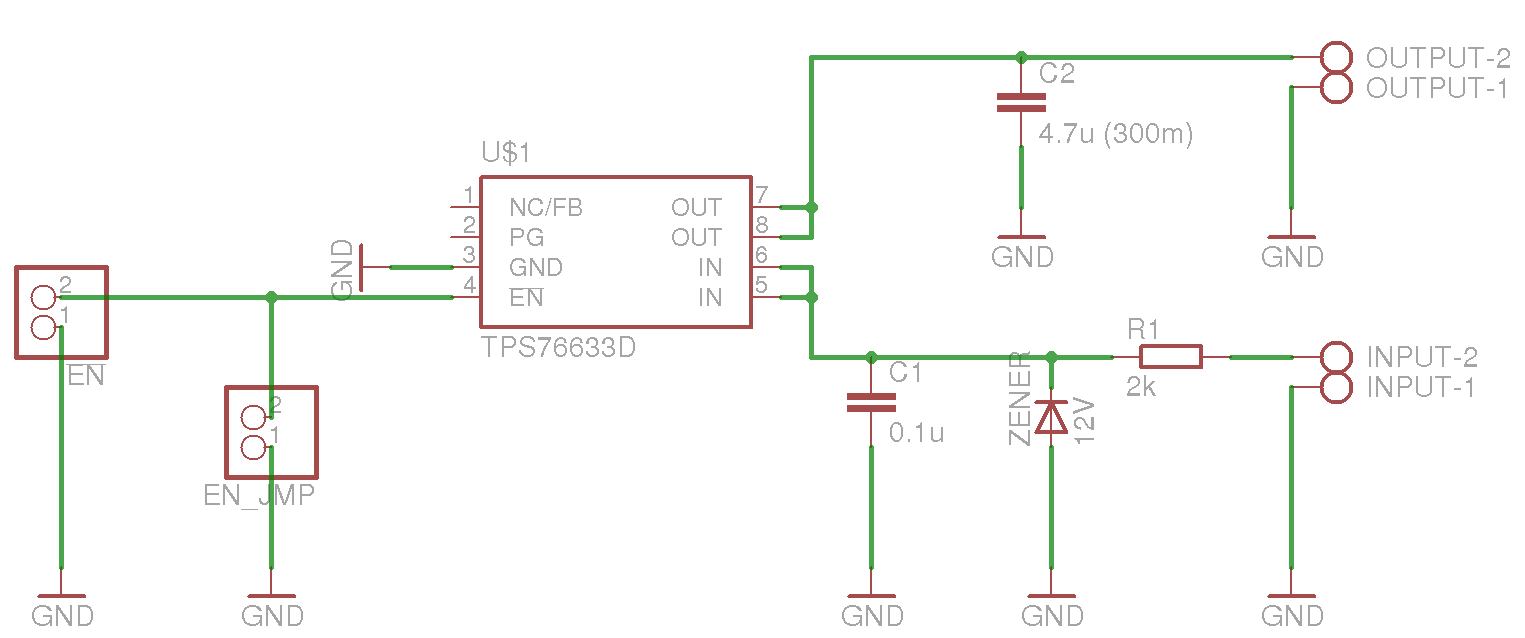 OUTPUT-2
C2
OUTPUT-1
4.7u (300m)
U$1
1 NC/FB OUT 7
2 PG OUT 8
3 GND IN 6
4 EN IN 5
GND
GND
GND
TPS76633D
2
1
EN
2
1
EN_JMP
R1
2k
INPUT-2
INPUT-1
C1
0.1u
ZENER
12V
GND
GND
GND
GND
GND